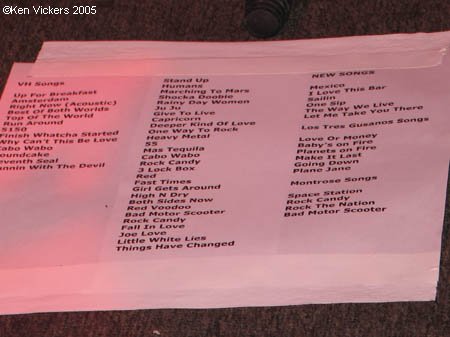 ©Ken Vickers 2005
VH Songs
Up For Breakfast
Amsterdam
Right Now (Acoustic)
Best of Both Worlds
Top Of The World
Run Around
5150
Finish Whatcha Started
Why Can't This Be Love
Cabo Wabo
oundcake
eventh Seal
unnin With The Devil
Stand Up
Humans
Marching To Mars
Shocka Doobie
Rainy Day Women
Ju Ju
Give To Live
Capricorn
Deeper Kind Of Love
One Way To Rock
Heavy Metal
55
Mas Tequila
Cabo Wabo
Rock Candy
3 Lock Box
Red
Fast Times
Girl Gets Around
High N Dry
Both Sides Now
Red Voodoo
Bad Motor Scooter
Rock Candy
Fall In Love
Joe Love
Little White Lies
Things Have Changed
NEW SONGS
Mexico
I Love This Bar
Sailin
One Sip
The Way We Live
Let Me Take You There
Los Tres Gusanos Songs
Love Or Money
Baby's on Fire
Planets on Fire
Make It Last
Going Down
Plane Jane
Montrose Songs
Space Station
Rock Candy
Rock The Nation
Bad Motor Scooter